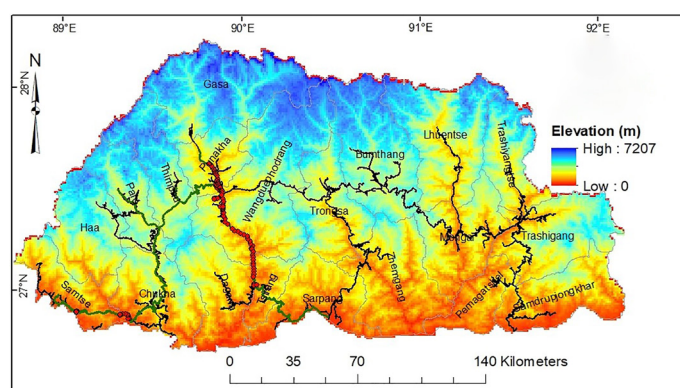 89°E 90°E 91°E 92°E
N
28°N
27°N
Gasa
Punakha
Thimphu
Paro
Haa
Wangduephodrang
Bumthang
Lhuentse
Trashiyangtse
Trongsa
Mongar
Trashigang
Zhemgang
Pemagatshel
Samdrupjongkhar
Samtse
Chukha
Dagana
Tsirang
Sarpang
Elevation (m)
High : 7207
Low : 0
0 35 70 140 Kilometers